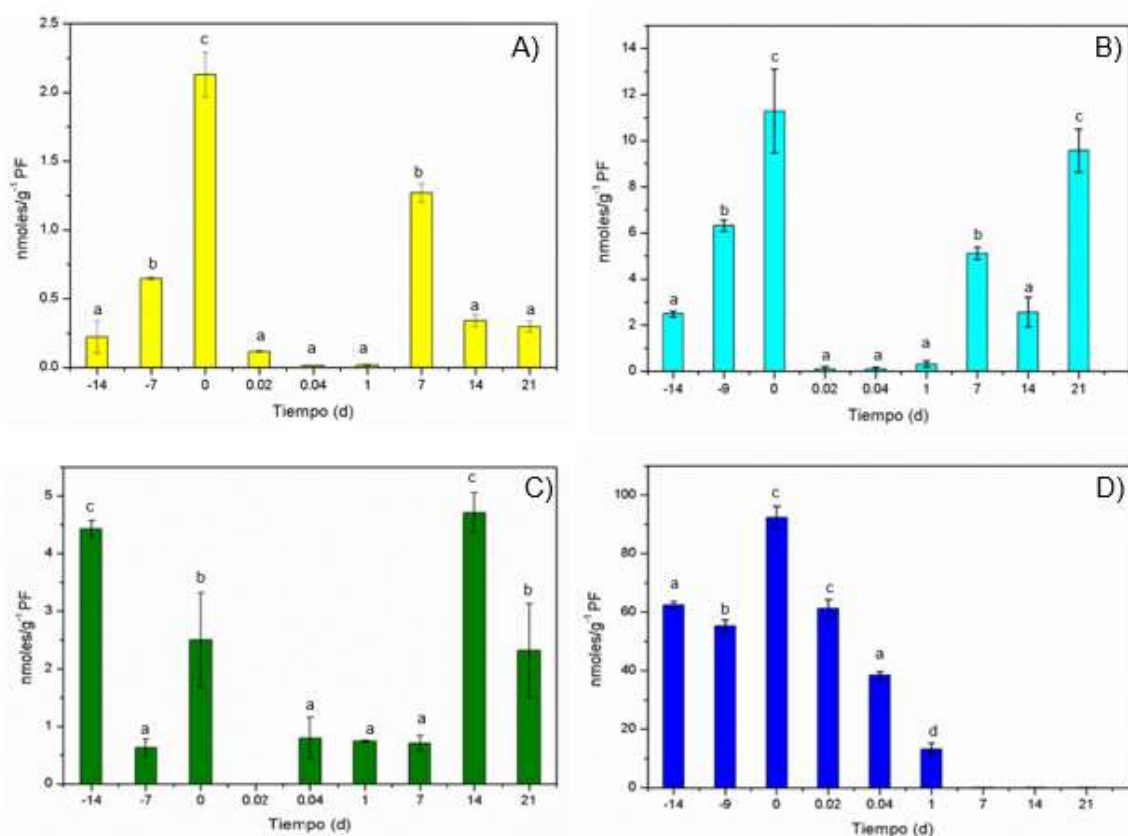 A)
2.5
2.0
1.5
1.0
0.5
0.0
nmoles/g⁻¹ PF
a
b
c
a
a
a
b
a
a
-14 -7 0 0.02 0.04 1 7 14 21
Tiempo (d)
B)
14
12
10
8
6
4
2
0
nmoles/g⁻¹ PF
a
b
c
a
a
a
b
a
c
-14 -9 0 0.02 0.04 1 7 14 21
Tiempo (d)
C)
5
4
3
2
1
0
nmoles/g⁻¹ PF
c
a
b
a
a
a
c
b
-14 -7 0 0.02 0.04 1 7 14 21
Tiempo (d)
D)
100
80
60
40
20
0
nmoles/g⁻¹ PF
a
b
c
c
a
d
-14 -9 0 0.02 0.04 1 7 14 21
Tiempo (d)